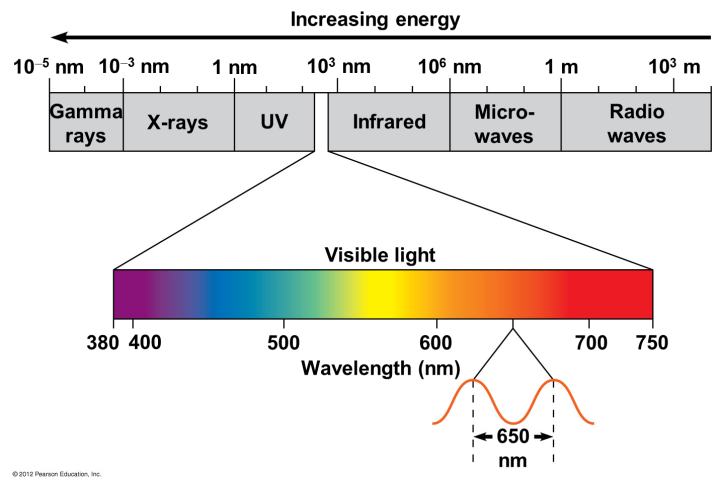 Increasing energy
10⁻⁵ nm 10⁻³ nm 1 nm 10³ nm 10⁶ nm 1 m 10³ m
Gamma rays X-rays UV Infrared Micro-waves Radio waves
Visible light
380 400 500 600 700 750
Wavelength (nm)
650
nm
© 2012 Pearson Education, Inc.